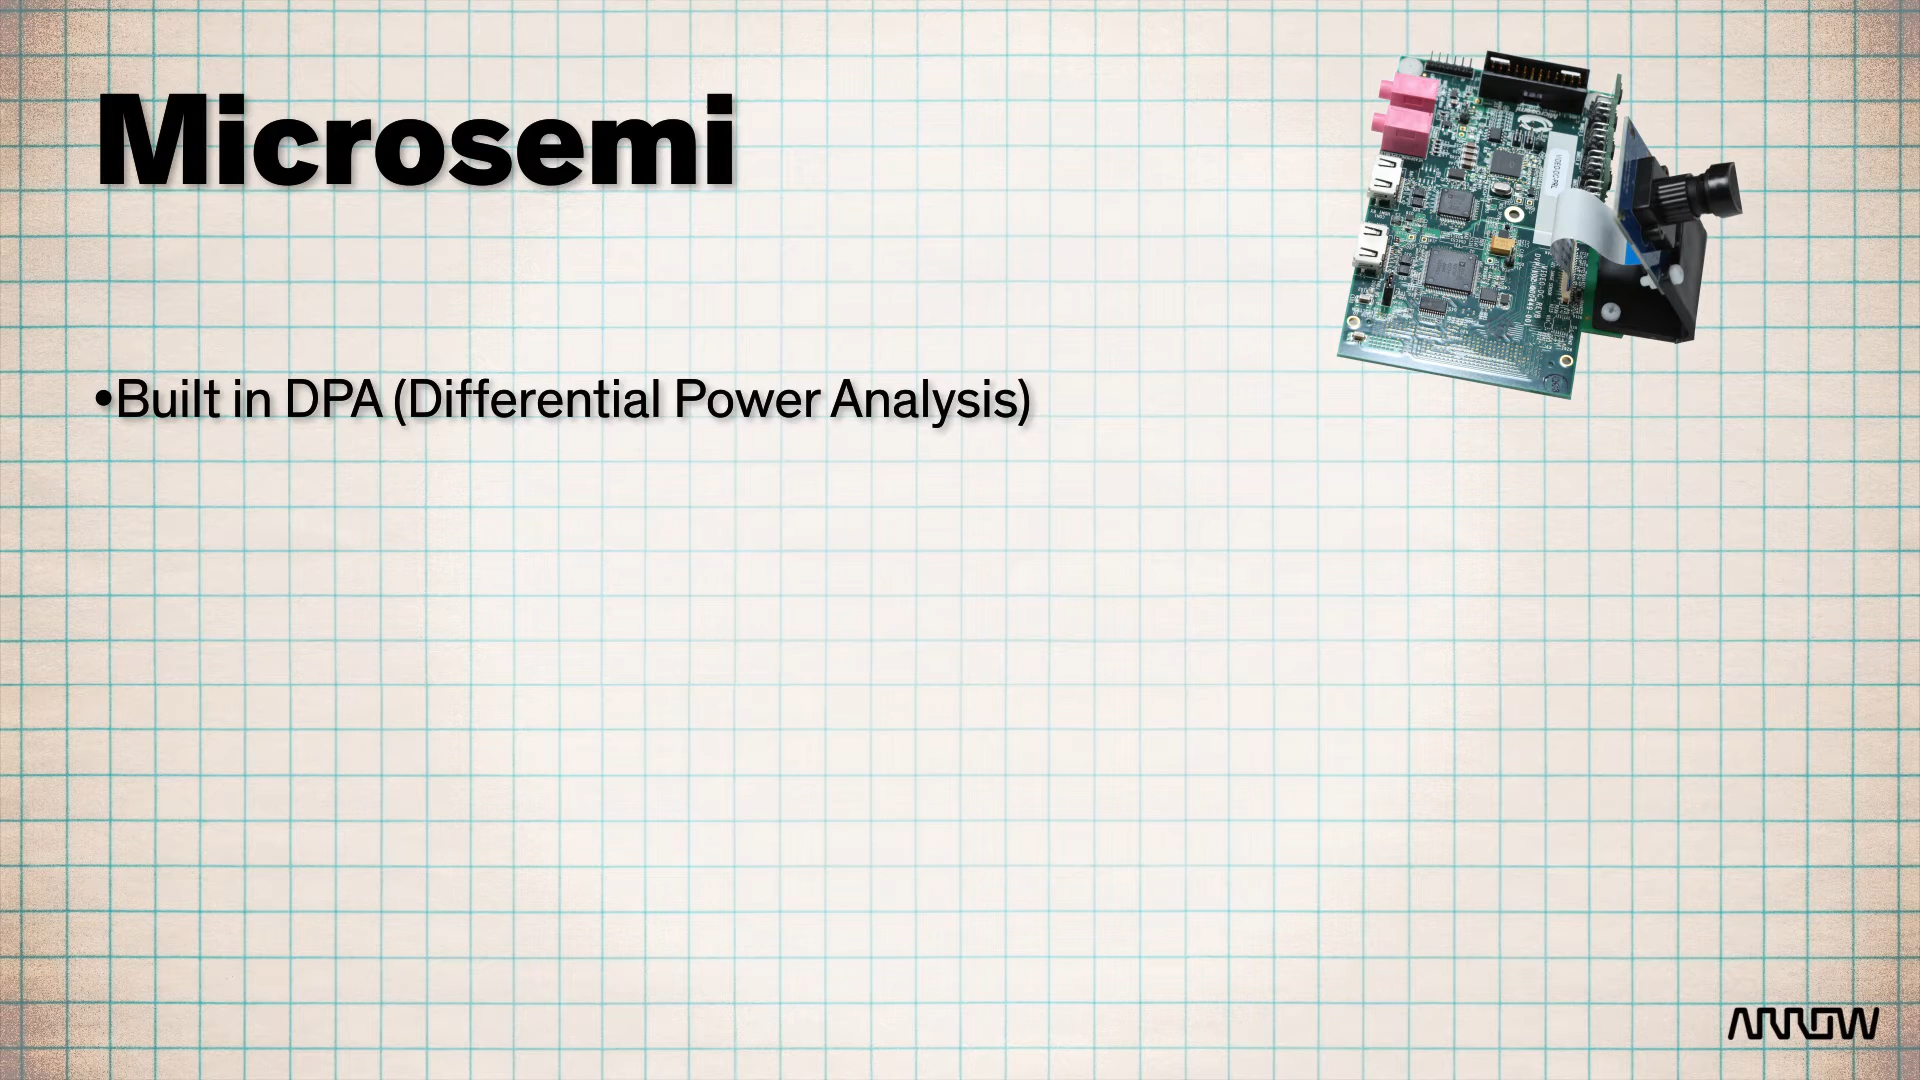 Microsemi
•Built in DPA (Differential Power Analysis)
ARROW